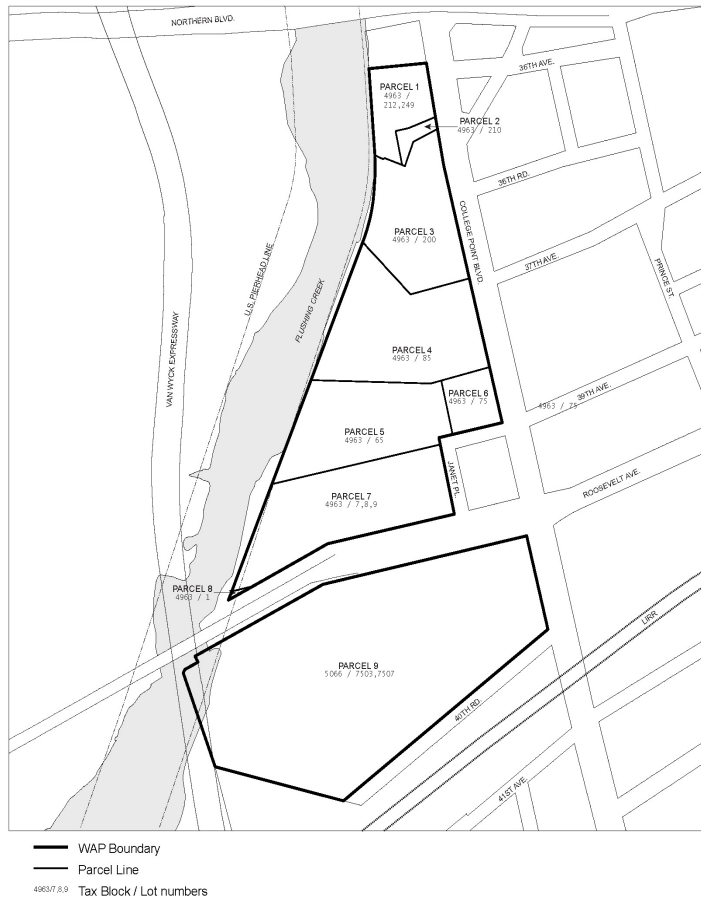 NORTHERN BLVD.
36TH AVE.
PARCEL 1
4963 /
212,249
PARCEL 2
4963 / 210
36TH RD.
COLLEGE POINT BLVD.
PARCEL 3
4963 / 200
37TH AVE.
PRINCE ST.
U.S. PIERHEAD LINE
FLUSHING CREEK
VAN WYCK EXPRESSWAY
PARCEL 4
4963 / 85
PARCEL 6
4963 / 75
4963 / 75
39TH AVE.
PARCEL 5
4963 / 65
JANET PL.
ROOSEVELT AVE.
PARCEL 7
4963 / 7,8,9
PARCEL 8
4963 / 1
LIRR
PARCEL 9
5066 / 7503,7507
40TH RD.
41ST AVE.
WAP Boundary
Parcel Line
4963/7,8,9 Tax Block / Lot numbers